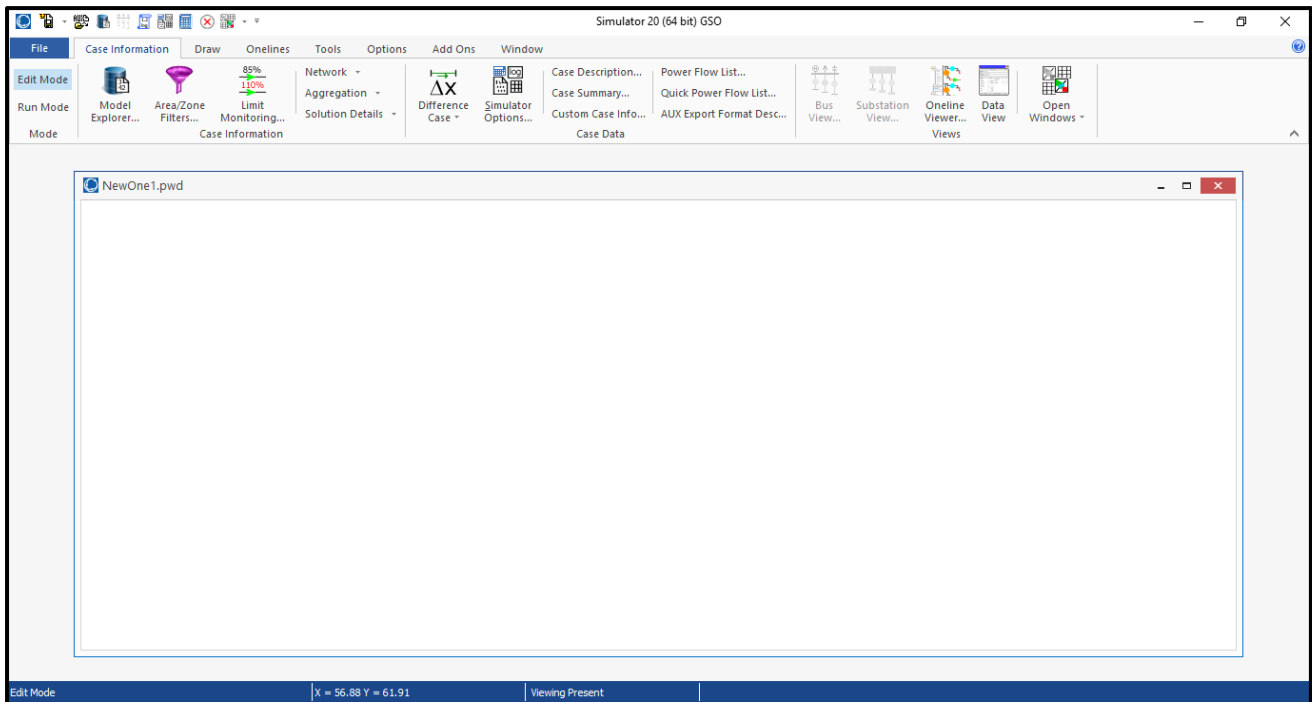 Simulator 20 (64 bit) GSO
File Case Information Draw Onelines Tools Options Add Ons Window
Edit Mode
Run Mode
Mode
Model
Explorer...
Area/Zone
Filters...
85%
110%
Limit
Monitoring...
Network
Aggregation
Solution Details
Case Information
ΔX
Difference
Case
log
Simulator
Options...
Case Description...
Case Summary...
Custom Case Info...
Power Flow List...
Quick Power Flow List...
AUX Export Format Desc...
Case Data
Bus
View...
Substation
View...
Oneline
Viewer...
Data
View
Views
Open
Windows
NewOne1.pwd
Edit Mode X = 56.88 Y = 61.91 Viewing Present